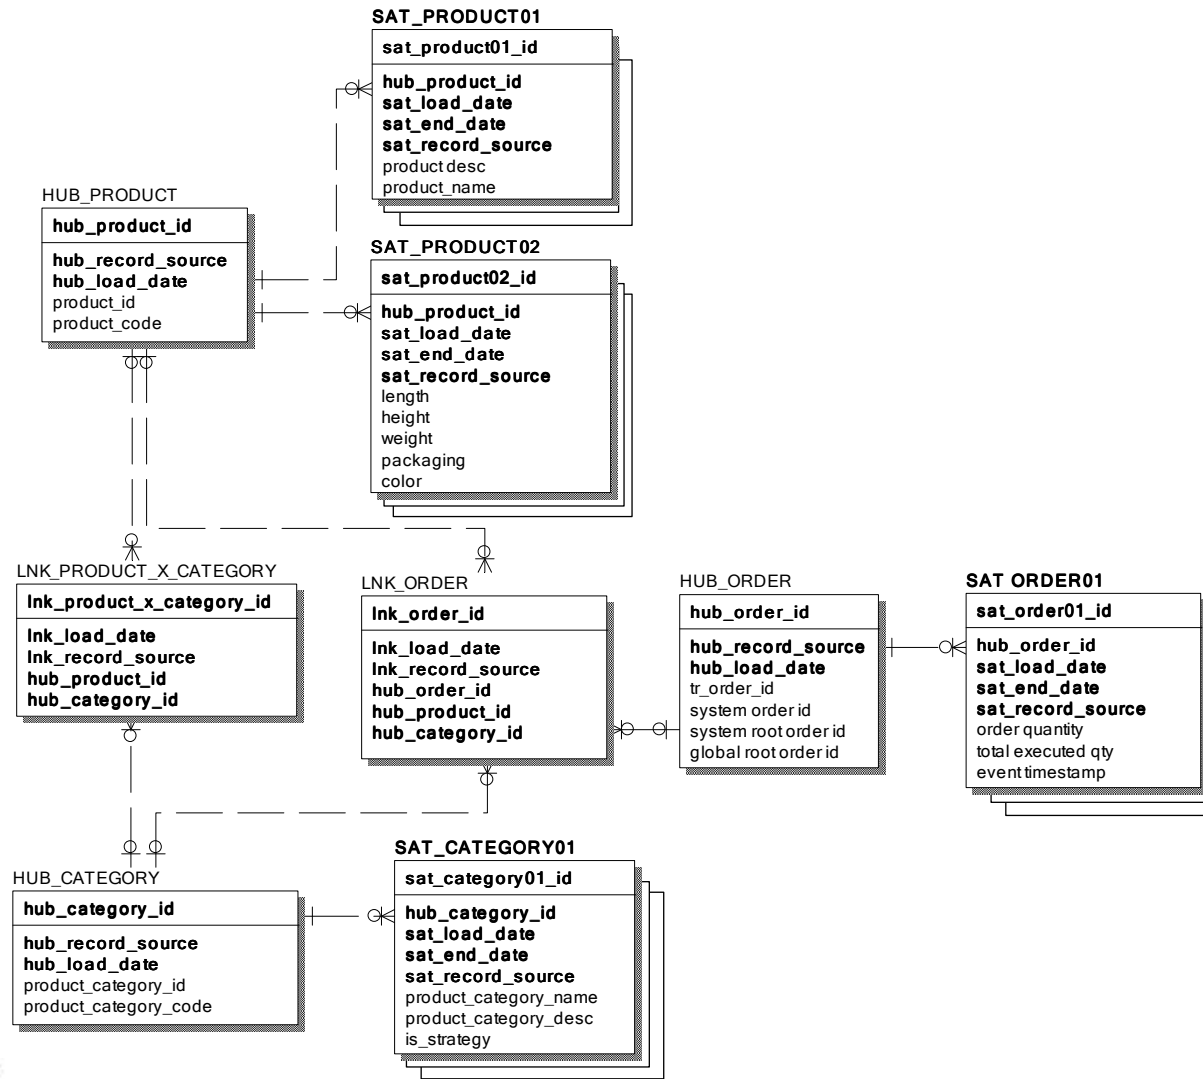 SAT_PRODUCT01
sat_product01_id
hub_product_id
sat_load_date
sat_end_date
sat_record_source
product desc
product_name
HUB_PRODUCT
hub_product_id
hub_record_source
hub_load_date
product_id
product_code
SAT_PRODUCT02
sat_product02_id
hub_product_id
sat_load_date
sat_end_date
sat_record_source
length
height
weight
packaging
color
LNK_PRODUCT_X_CATEGORY
lnk_product_x_category_id
lnk_load_date
lnk_record_source
hub_product_id
hub_category_id
LNK_ORDER
lnk_order_id
lnk_load_date
lnk_record_source
hub_order_id
hub_product_id
hub_category_id
HUB_ORDER
hub_order_id
hub_record_source
hub_load_date
tr_order_id
system order id
system root order id
global root order id
SAT ORDER01
sat_order01_id
hub_order_id
sat_load_date
sat_end_date
sat_record_source
order quantity
total executed qty
event timestamp
HUB_CATEGORY
hub_category_id
hub_record_source
hub_load_date
product_category_id
product_category_code
SAT_CATEGORY01
sat_category01_id
hub_category_id
sat_load_date
sat_end_date
sat_record_source
product_category_name
product_category_desc
is_strategy